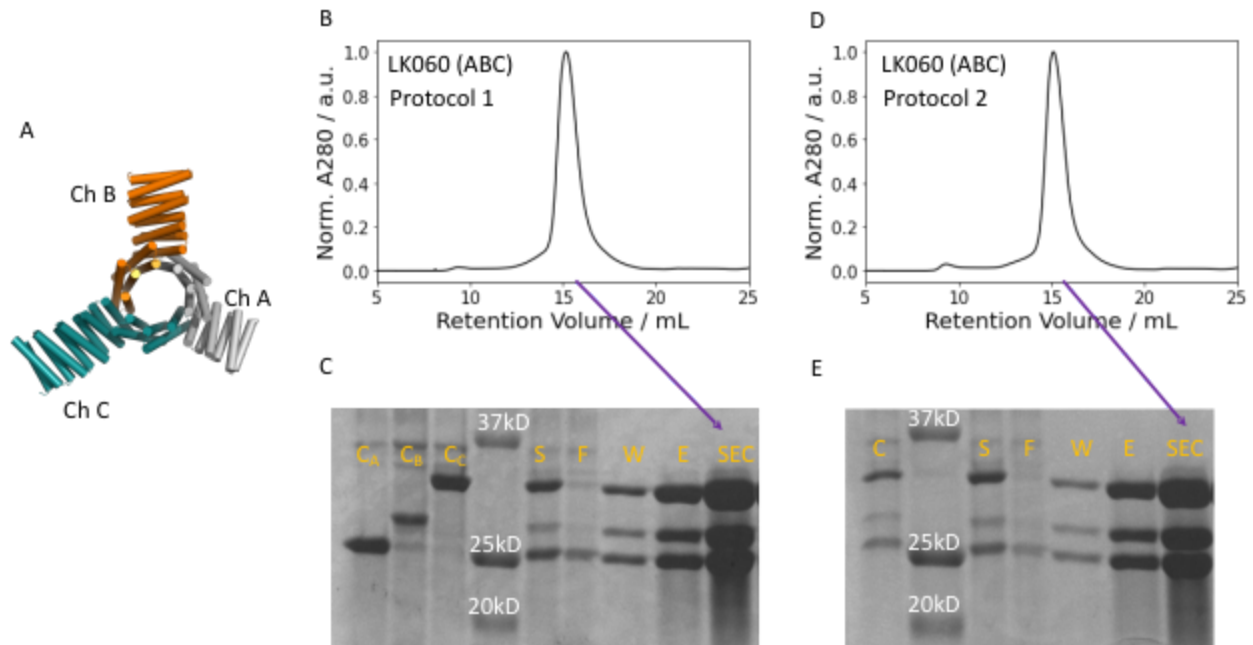 A
Ch B
Ch A
Ch C
B
LK060 (ABC)
Protocol 1
Norm. A280 / a.u.
1.0
0.8
0.6
0.4
0.2
0.0
5 10 15 20 25
Retention Volume / mL
D
LK060 (ABC)
Protocol 2
Norm. A280 / a.u.
1.0
0.8
0.6
0.4
0.2
0.0
5 10 15 20 25
Retention Volume / mL
C
37kD
CA CB CC S F W E SEC
25kD
20kD
E
37kD
C S F W E SEC
25kD
20kD